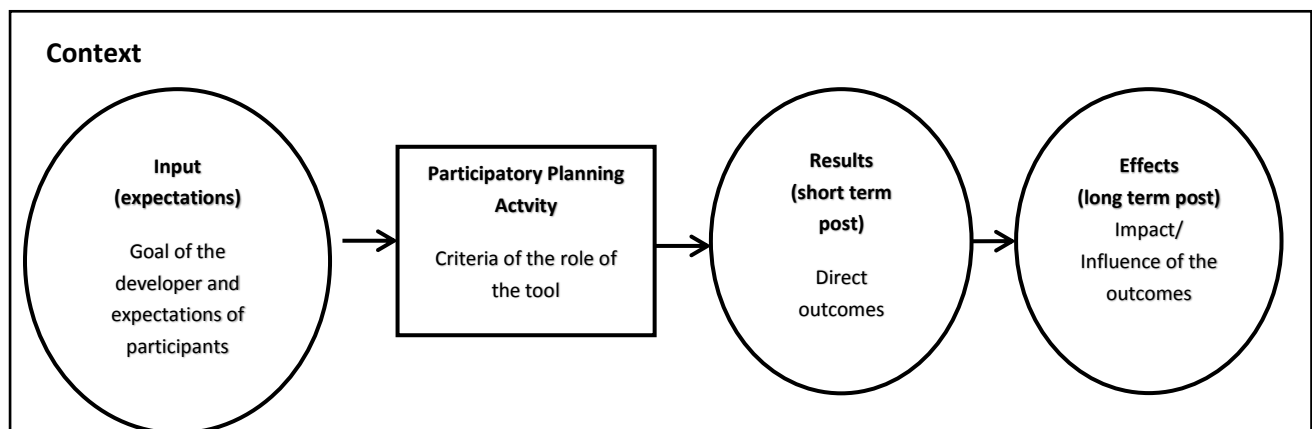 Context
Input
(expectations)
Goal of the
developer and
expectations of
participants
Participatory Planning
Actvity
Criteria of the role of
the tool
Results
(short term
post)
Direct
outcomes
Effects
(long term post)
Impact/
Influence of the
outcomes